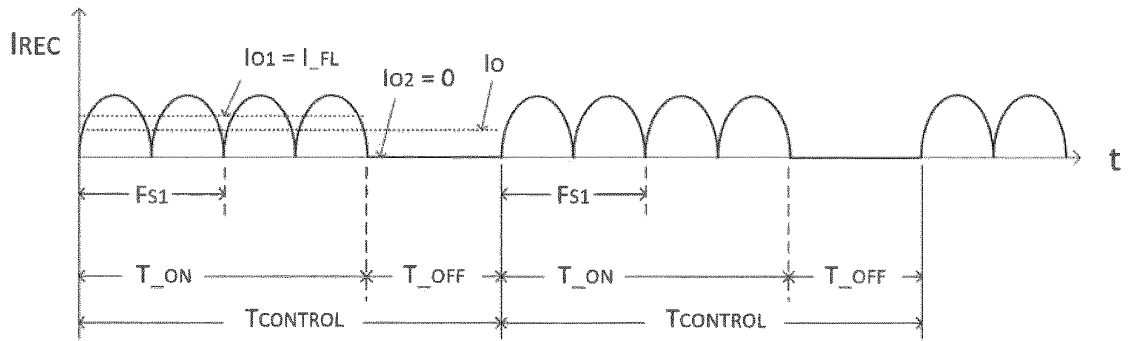 IREC
IO1 = I_FL
IO2 = 0
IO
t
FS1
FS1
T_ON
T_OFF
T_ON
T_OFF
TCONTROL
TCONTROL